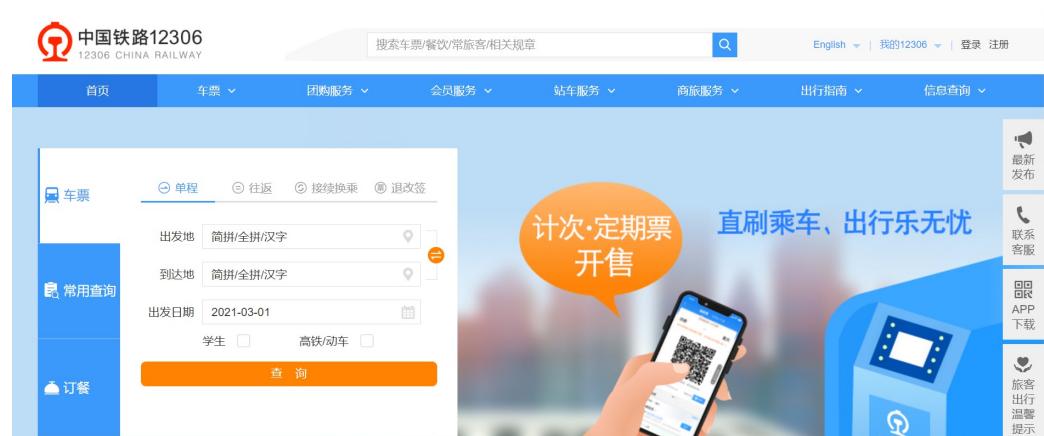 中国铁路12306
12306 CHINA RAILWAY
搜索车票/餐饮/常旅客/相关规章
English | 我的12306 | 登录 注册
首页 车票 团购服务 会员服务 站车服务 商旅服务 出行指南 信息查询
车票
常用查询
订餐
单程 往返 接续换乘 退改签
出发地 简拼/全拼/汉字
到达地 简拼/全拼/汉字
出发日期 2021-03-01
学生 高铁/动车
查 询
计次·定期票
开售
直刷乘车、出行乐无忧
最新
发布
联系
客服
APP
下载
旅客
出行
温馨
提示